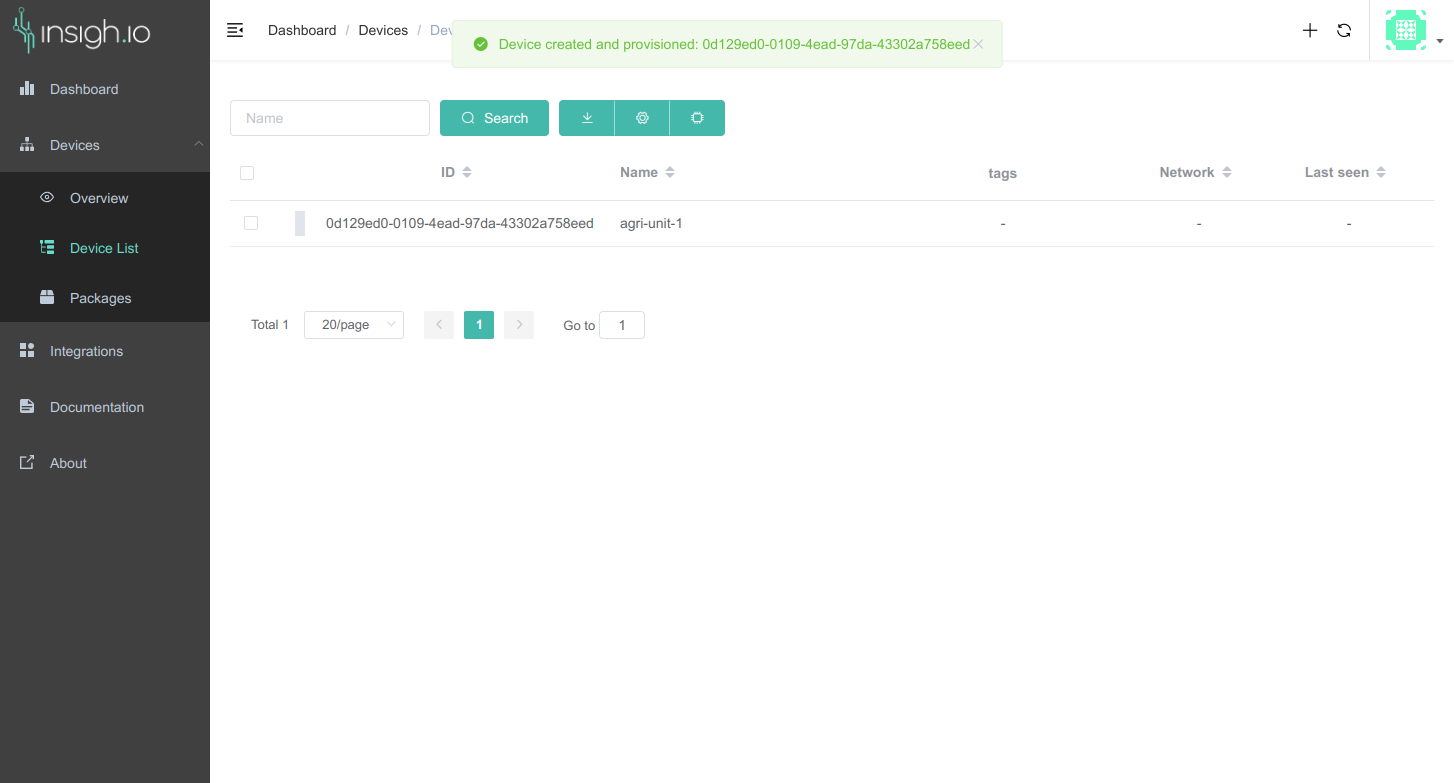 insigh.io
Dashboard / Devices /
Device created and provisioned: 0d129ed0-0109-4ead-97da-43302a758eed
Dashboard
Devices
Overview
Device List
Packages
Integrations
Documentation
About
Name
Search
ID
Name
tags
Network
Last seen
0d129ed0-0109-4ead-97da-43302a758eed
agri-unit-1
-
-
-
Total 1
20/page
1
Go to
1